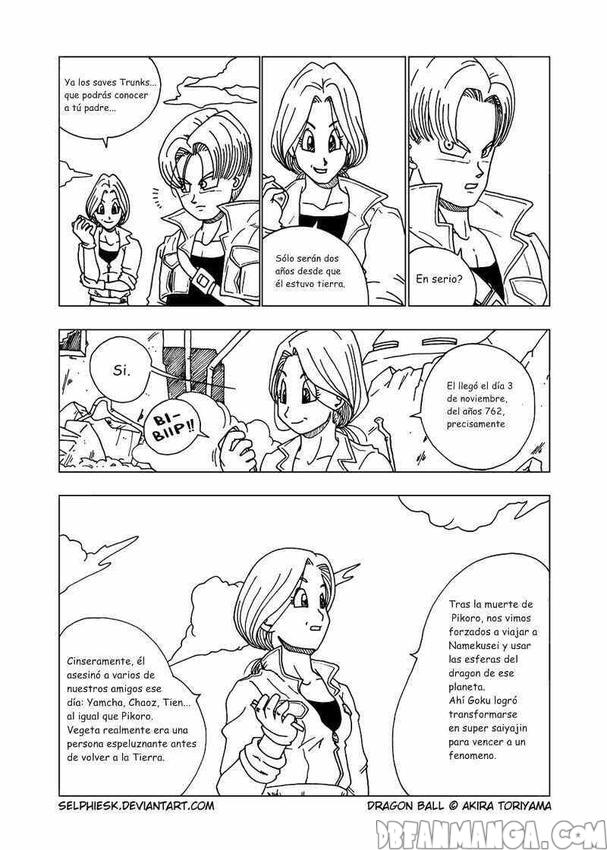 Ya los saves Trunks...
que podrás conocer
a tú padre...
Sólo serán dos
años desde que
él estuvo tierra.
En serio?
Si.
BI-
BIIP!!
El llegó el día 3
de noviembre,
del años 762,
precisamente
Cinseramente, él
asesinó a varios de
nuestros amigos ese
día: Yamcha, Chaoz, Tien...
al igual que Pikoro.
Vegeta realmente era una
persona espeluznante antes
de volver a la Tierra.
Tras la muerte de
Pikoro, nos vimos
forzados a viajar a
Namekusei y usar
las esferas del
dragon de ese
planeta.
Ahí Goku logró
transformarse
en super saiyajin
para vencer a un
fenomeno.
SELPHIESK.DEVIANTART.COM
DRAGON BALL © AKIRA TORIYAMA
DBFANMANGA.COM